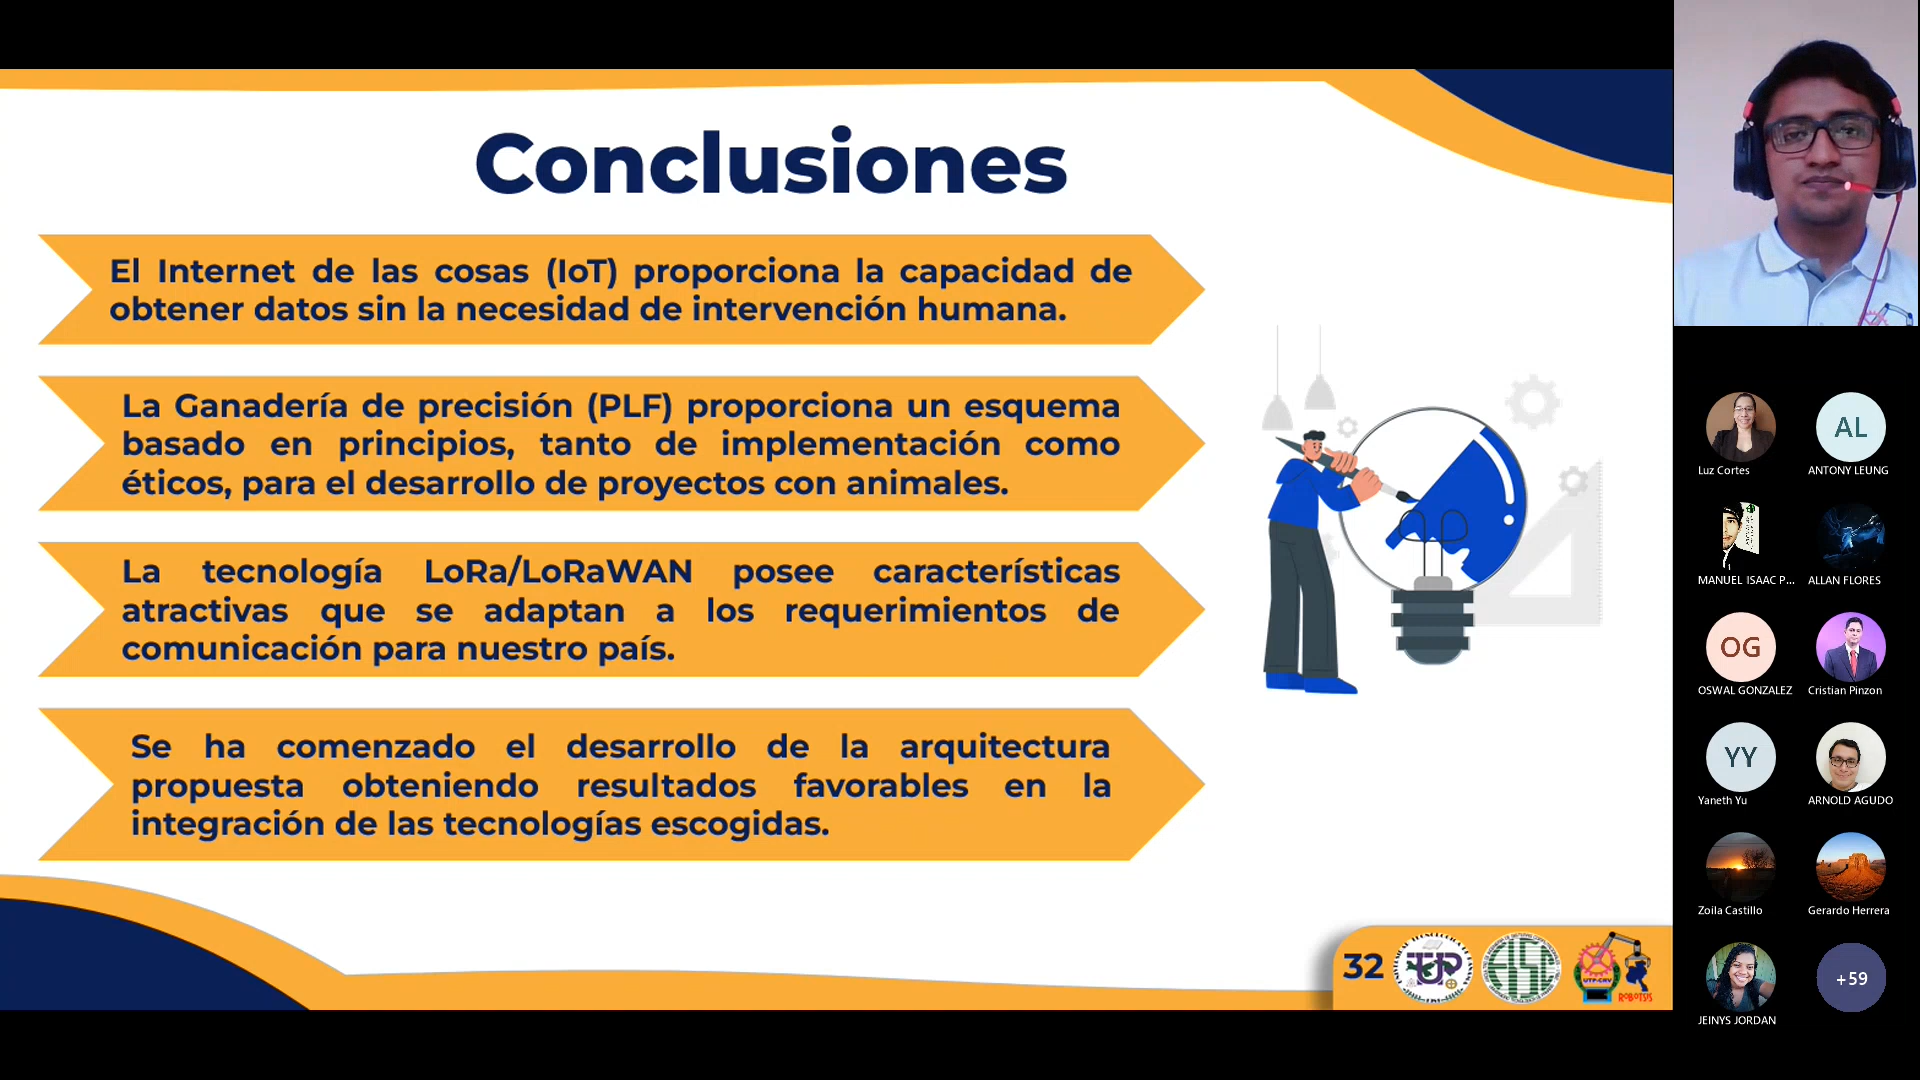 Conclusiones
El Internet de las cosas (IoT) proporciona la capacidad de
obtener datos sin la necesidad de intervención humana.
La Ganadería de precisión (PLF) proporciona un esquema
basado en principios, tanto de implementación como
éticos, para el desarrollo de proyectos con animales.
La tecnología LoRa/LoRaWAN posee características
atractivas que se adaptan a los requerimientos de
comunicación para nuestro país.
Se ha comenzado el desarrollo de la arquitectura
propuesta obteniendo resultados favorables en la
integración de las tecnologías escogidas.
32
UTP
FISC
UTP-CRV
ROBOTSIS
Luz Cortes
AL
ANTONY LEUNG
MANUEL ISAAC P...
ALLAN FLORES
OG
OSWAL GONZALEZ
Cristian Pinzon
YY
Yaneth Yu
ARNOLD AGUDO
Zoila Castillo
Gerardo Herrera
JEINYS JORDAN
+59